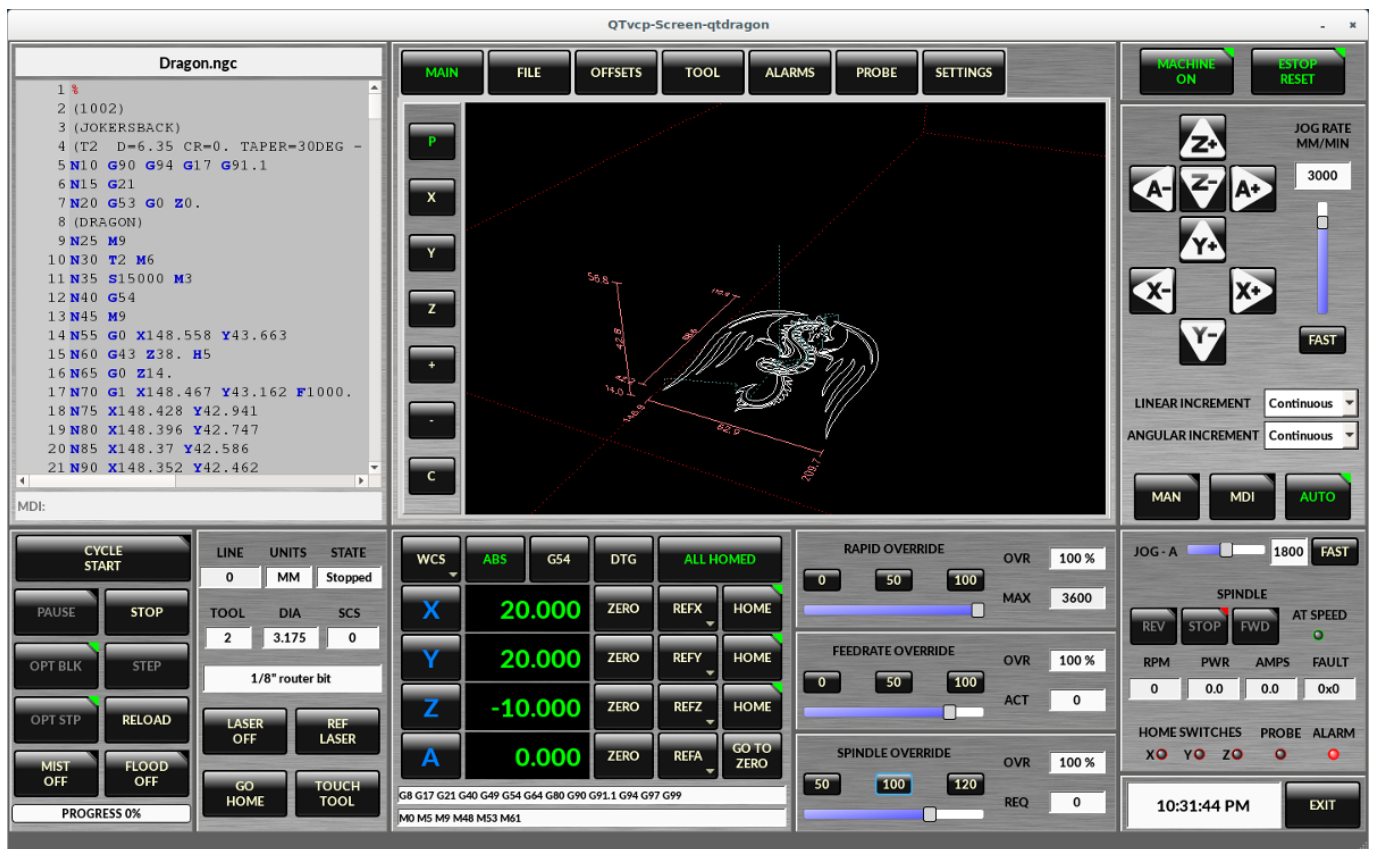 QTvcp-Screen-qtdragon
Dragon.ngc
1 %
2 (1002)
3 (JOKERSBACK)
4 (T2  D=6.35 CR=0. TAPER=30DEG -
5 N10 G90 G94 G17 G91.1
6 N15 G21
7 N20 G53 G0 Z0.
8 (DRAGON)
9 N25 M9
10 N30 T2 M6
11 N35 S15000 M3
12 N40 G54
13 N45 M9
14 N55 G0 X148.558 Y43.663
15 N60 G43 Z38. H5
16 N65 G0 Z14.
17 N70 G1 X148.467 Y43.162 F1000.
18 N75 X148.428 Y42.941
19 N80 X148.396 Y42.747
20 N85 X148.37 Y42.586
21 N90 X148.352 Y42.462
MDI:
MAIN FILE OFFSETS TOOL ALARMS PROBE SETTINGS
P
X
Y
Z
+
-
C
56.8
42.8
14.0
62.9
209.7
MACHINE ON
ESTOP RESET
JOG RATE
MM/MIN
3000
Z+
A- Z- A+
Y+
X- X+
Y-
FAST
LINEAR INCREMENT Continuous
ANGULAR INCREMENT Continuous
MAN MDI AUTO
CYCLE START
PAUSE STOP
OPT BLK STEP
OPT STP RELOAD
MIST OFF FLOOD OFF
PROGRESS 0%
LINE UNITS STATE
0 MM Stopped
TOOL DIA SCS
2 3.175 0
1/8" router bit
LASER OFF REF LASER
GO HOME TOUCH TOOL
WCS ABS G54 DTG ALL HOMED
X 20.000 ZERO REFX HOME
Y 20.000 ZERO REFY HOME
Z -10.000 ZERO REFZ HOME
A 0.000 ZERO REFA GO TO ZERO
G8 G17 G21 G40 G49 G54 G64 G80 G90 G91.1 G94 G97 G99
M0 M5 M9 M48 M53 M61
RAPID OVERRIDE OVR 100 %
0 50 100
MAX 3600
FEEDRATE OVERRIDE OVR 100 %
0 50 100
ACT 0
SPINDLE OVERRIDE OVR 100 %
50 100 120
REQ 0
JOG - A 1800 FAST
SPINDLE
REV STOP FWD AT SPEED
RPM PWR AMPS FAULT
0 0.0 0.0 0x0
HOME SWITCHES PROBE ALARM
X Y Z
10:31:44 PM EXIT